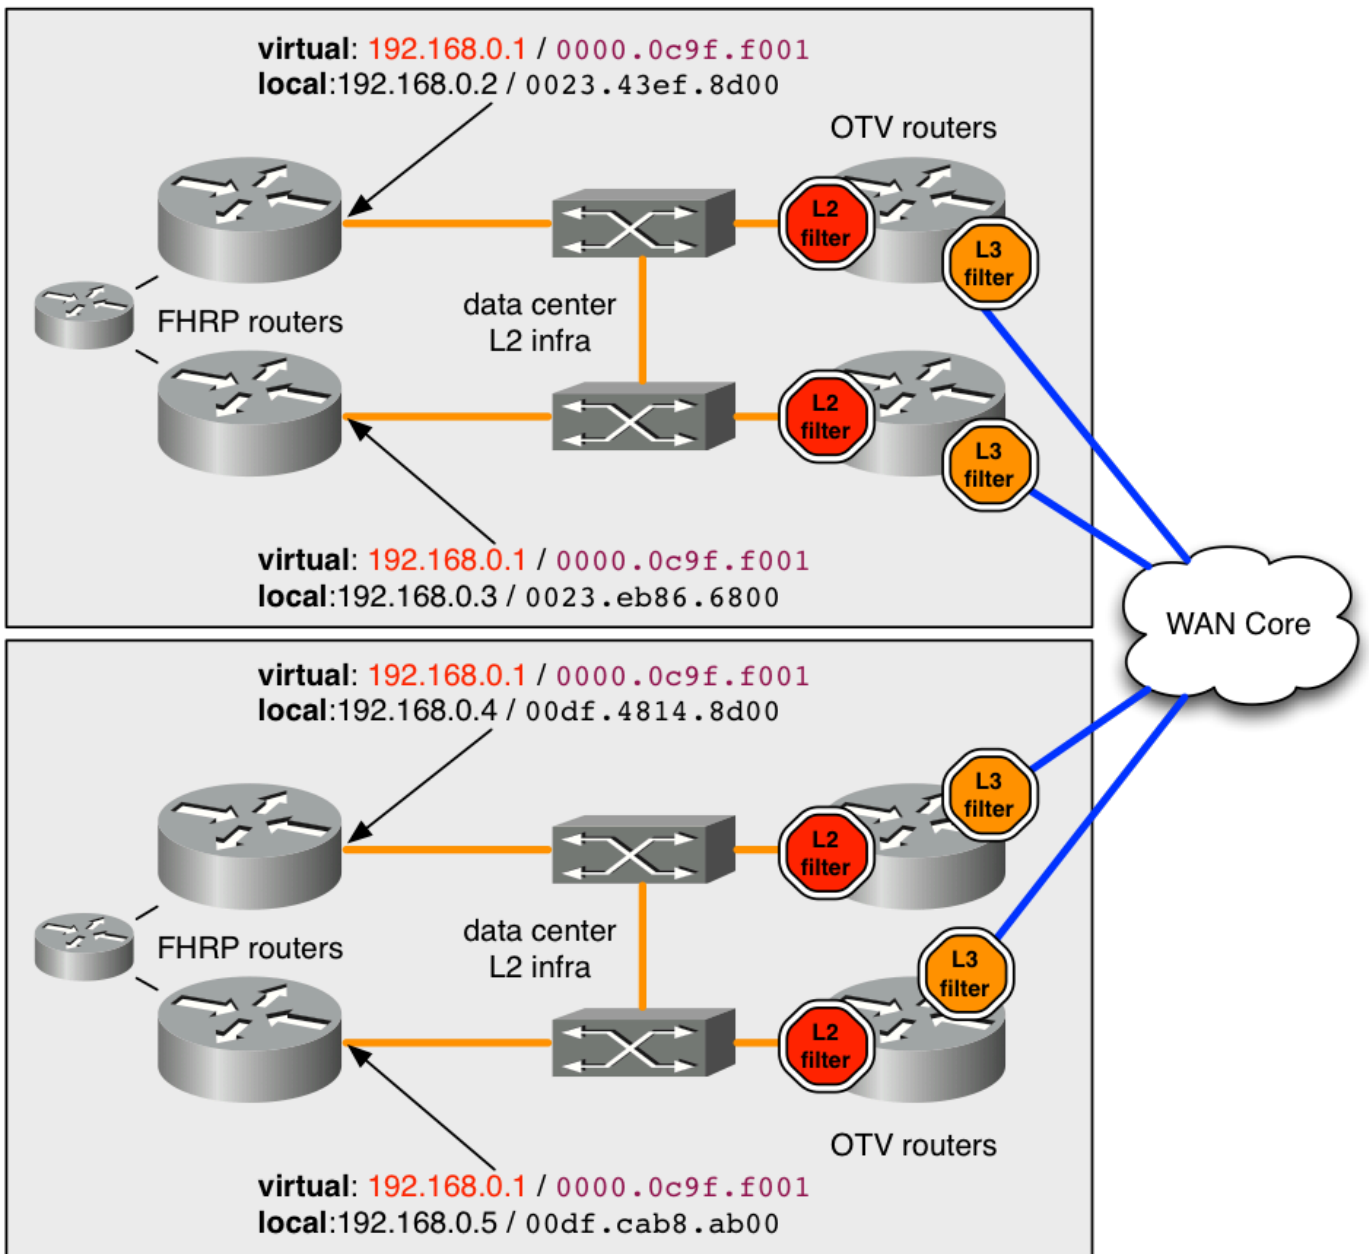 virtual: 192.168.0.1 / 0000.0c9f.f001
local:192.168.0.2 / 0023.43ef.8d00
OTV routers
L2
filter
L3
filter
FHRP routers
data center
L2 infra
L2
filter
L3
filter
virtual: 192.168.0.1 / 0000.0c9f.f001
local:192.168.0.3 / 0023.eb86.6800
WAN Core
virtual: 192.168.0.1 / 0000.0c9f.f001
local:192.168.0.4 / 00df.4814.8d00
L3
filter
L2
filter
FHRP routers
data center
L2 infra
L3
filter
L2
filter
OTV routers
virtual: 192.168.0.1 / 0000.0c9f.f001
local:192.168.0.5 / 00df.cab8.ab00